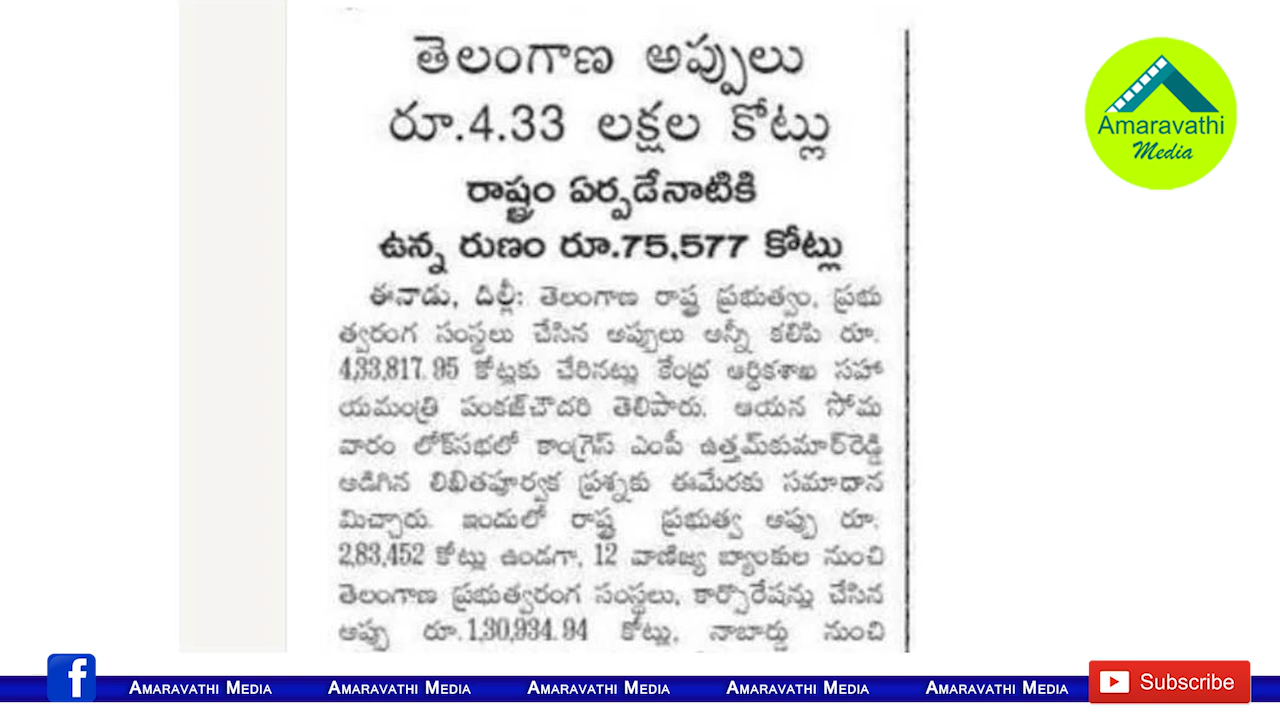 తెలంగాణ అప్పులు
రూ.4.33 లక్షల కోట్లు
రాష్ట్రం ఏర్పడేనాటికి
ఉన్న రుణం రూ.75,577 కోట్లు
ఈనాడు, దిల్లీ: తెలంగాణ రాష్ట్ర ప్రభుత్వం, ప్రభు
త్వరంగ సంస్థలు చేసిన అప్పులు అన్నీ కలిపి రూ.
4,33,817.95 కోట్లకు చేరినట్లు కేంద్ర ఆర్థికశాఖ సహా
యమంత్రి పంకజ్‌చౌదరి తెలిపారు. ఆయన సోమ
వారం లోక్‌సభలో కాంగ్రెస్ ఎంపీ ఉత్తమ్‌కుమార్‌రెడ్డి
అడిగిన లిఖితపూర్వక ప్రశ్నకు ఈమేరకు సమాధాన
మిచ్చారు. ఇందులో రాష్ట్ర ప్రభుత్వ అప్పు రూ.
2,83,452 కోట్లు ఉండగా, 12 వాణిజ్య బ్యాంకుల నుంచి
తెలంగాణ ప్రభుత్వరంగ సంస్థలు, కార్పొరేషన్లు చేసిన
అప్పు రూ.1,30,934.94 కోట్లు, నాబార్డు నుంచి
Amaravathi
Media
f AMARAVATHI MEDIA AMARAVATHI MEDIA AMARAVATHI MEDIA AMARAVATHI MEDIA AMARAVATHI MEDIA Subscribe